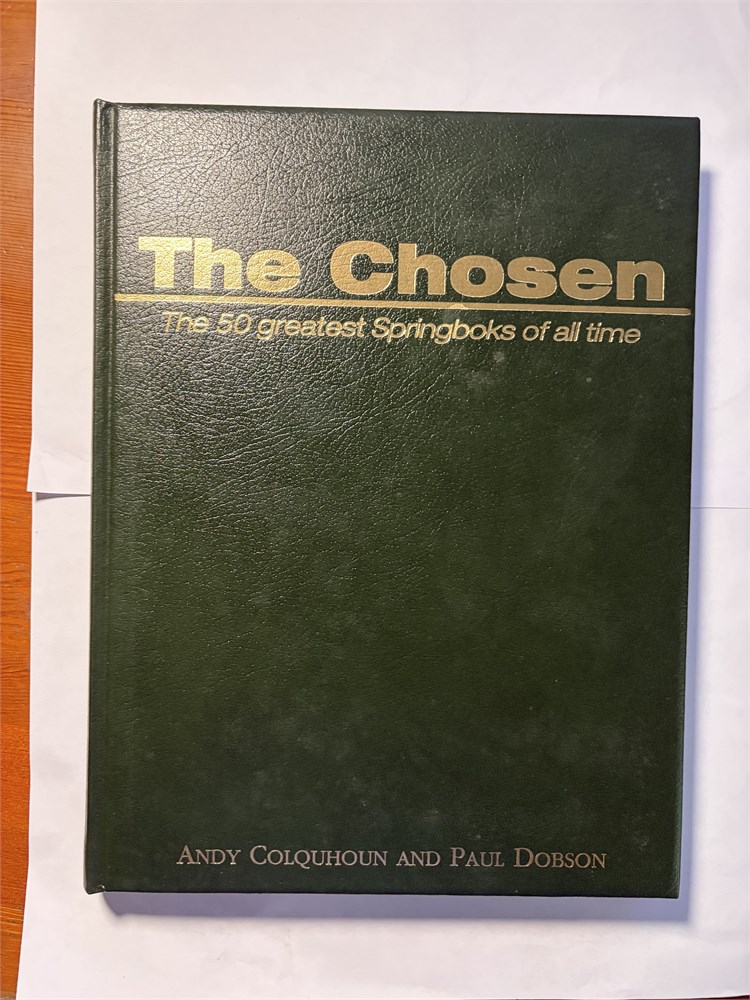 The Chosen
The 50 greatest Springboks of all time
Andy Colquhoun and Paul Dobson